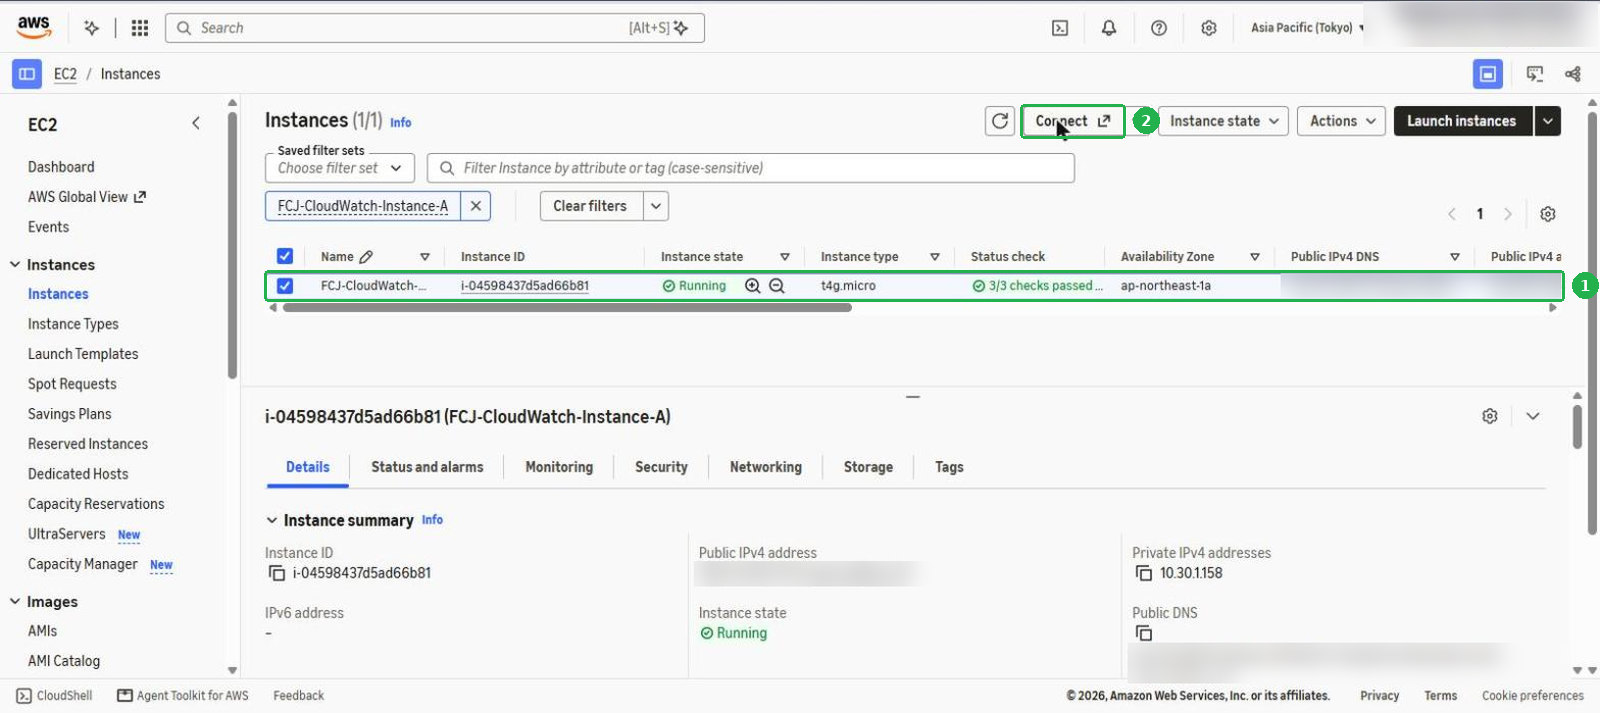 aws
Search [Alt+S]
Asia Pacific (Tokyo)
EC2 / Instances
EC2
Dashboard
AWS Global View
Events
Instances
Instances
Instance Types
Launch Templates
Spot Requests
Savings Plans
Reserved Instances
Dedicated Hosts
Capacity Reservations
UltraServers New
Capacity Manager New
Images
AMIs
AMI Catalog
Instances (1/1) Info
Connect 2 Instance state Actions Launch instances
Saved filter sets
Choose filter set
Filter Instance by attribute or tag (case-sensitive)
FCJ-CloudWatch-Instance-A
Clear filters
1
Name Instance ID Instance state Instance type Status check Availability Zone Public IPv4 DNS Public IPv4 a
FCJ-CloudWatch-... i-04598437d5ad66b81 Running t4g.micro 3/3 checks passed ... ap-northeast-1a 1
i-04598437d5ad66b81 (FCJ-CloudWatch-Instance-A)
Details Status and alarms Monitoring Security Networking Storage Tags
Instance summary Info
Instance ID
i-04598437d5ad66b81
Public IPv4 address
Private IPv4 addresses
10.30.1.158
IPv6 address
-
Instance state
Running
Public DNS
CloudShell Agent Toolkit for AWS Feedback
© 2026, Amazon Web Services, Inc. or its affiliates. Privacy Terms Cookie preferences